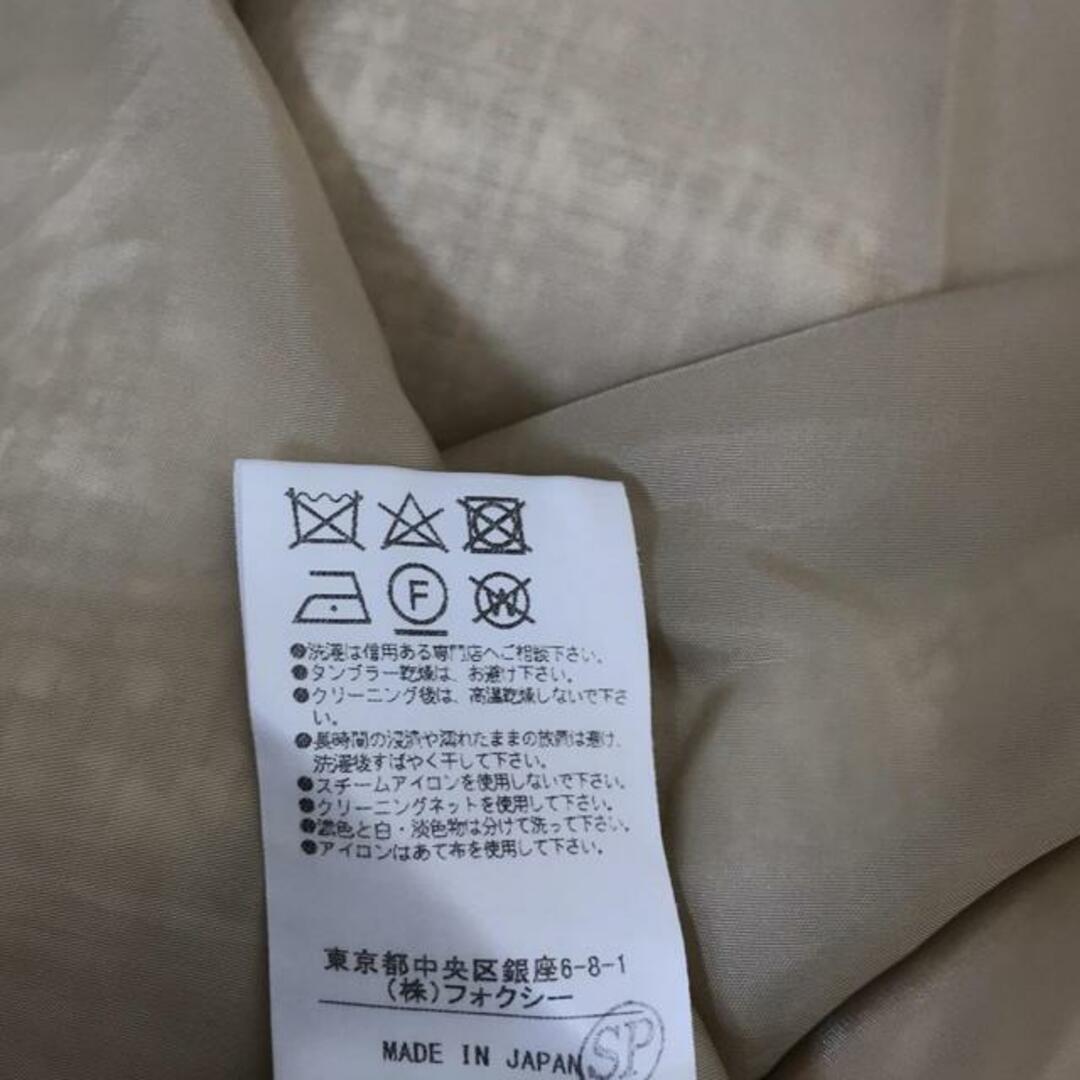 F
W
●洗濯は信用ある専門店へご相談下さい。
●タンブラー乾燥は、お避け下さい。
●クリーニング後は、高温乾燥しないで下さ
い。
●長時間の浸漬や濡れたままの放置は避け、
洗濯後すばやく干して下さい。
●スチームアイロンを使用しないで下さい。
●クリーニングネットを使用して下さい。
●濃色と白・淡色物は分けて洗って下さい。
●アイロンはあて布を使用して下さい。
東京都中央区銀座6-8-1
(株)フォクシー
MADE IN JAPAN
SP